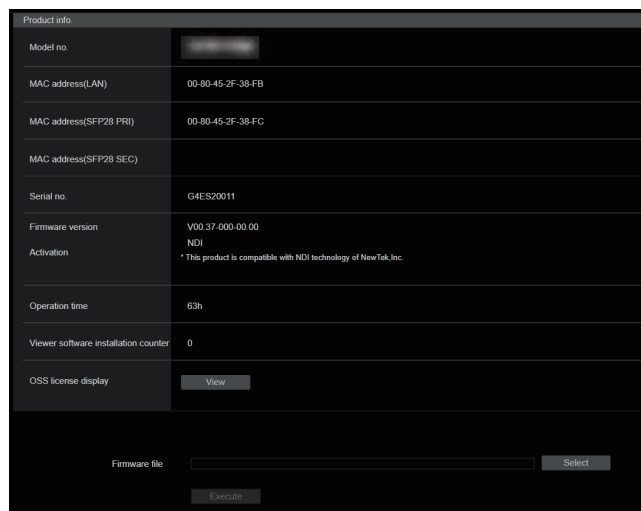 Product info.
Model no.
MAC address(LAN) 00-80-45-2F-38-FB
MAC address(SFP28 PRI) 00-80-45-2F-38-FC
MAC address(SFP28 SEC)
Serial no. G4ES20011
Firmware version V00.37-000-00.00
Activation NDI
* This product is compatible with NDI technology of NewTek,Inc.
Operation time 63h
Viewer software installation counter 0
OSS license display View
Firmware file Select
Execute